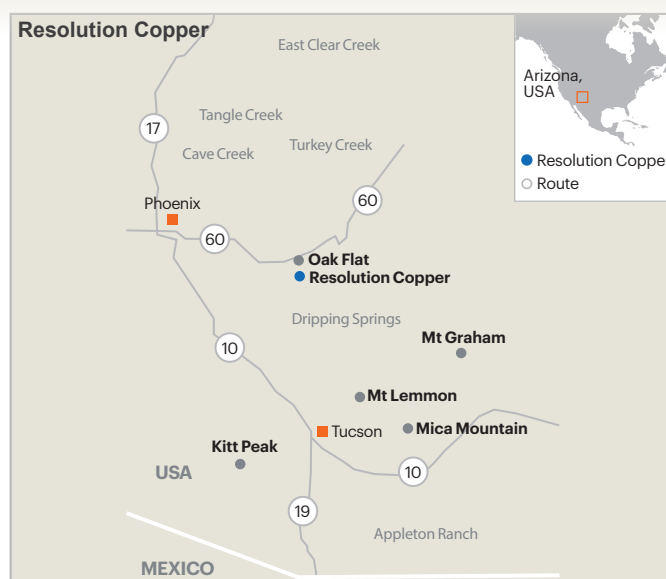 Resolution Copper
East Clear Creek
Arizona,
USA
Resolution Coppe
Route
17
Tangle Creek
Turkey Creek
Cave Creek
Phoenix
60
60
Oak Flat
Resolution Copper
Dripping Springs
10
Mt Graham
Mt Lemmon
Tucson
Mica Mountain
Kitt Peak
USA
10
19
Appleton Ranch
MEXICO